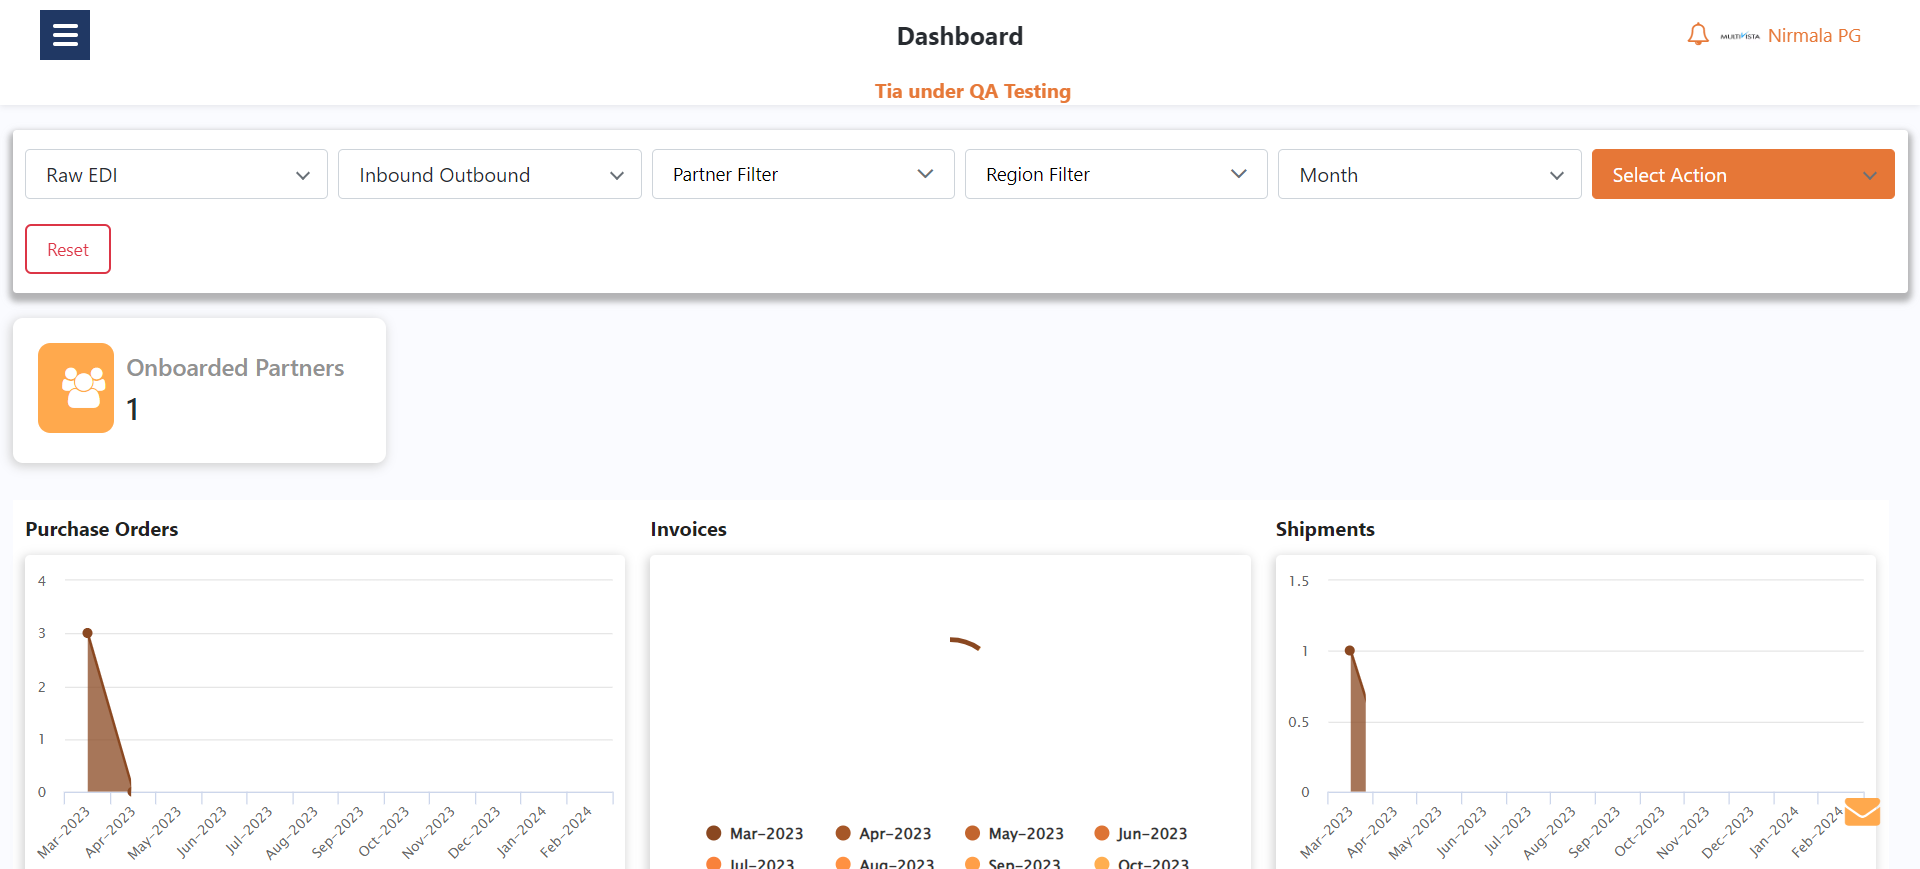 Dashboard
MULTIVISTA Nirmala PG
Tia under QA Testing
Raw EDI
Inbound Outbound
Partner Filter
Region Filter
Month
Select Action
Reset
Onboarded Partners
1
Purchase Orders
4
3
2
1
0
Mar-2023
Apr-2023
May-2023
Jun-2023
Jul-2023
Aug-2023
Sep-2023
Oct-2023
Nov-2023
Dec-2023
Jan-2024
Feb-2024
Invoices
Mar-2023 Apr-2023 May-2023 Jun-2023
Jul-2023 Aug-2023 Sep-2023 Oct-2023
Shipments
1.5
1
0.5
0
Mar-2023
Apr-2023
May-2023
Jun-2023
Jul-2023
Aug-2023
Sep-2023
Oct-2023
Nov-2023
Dec-2023
Jan-2024
Feb-2024